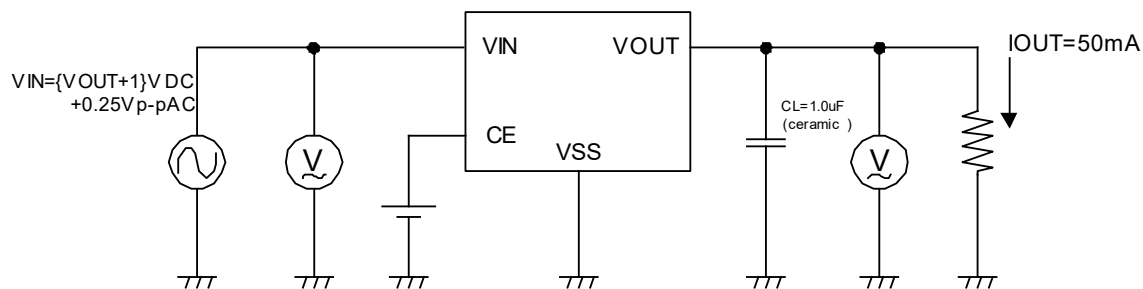 VIN={VOUT+1}VDC
+0.25Vp-pAC
V
VIN
VOUT
CE
VSS
CL=1.0uF
(ceramic )
V
IOUT=50mA